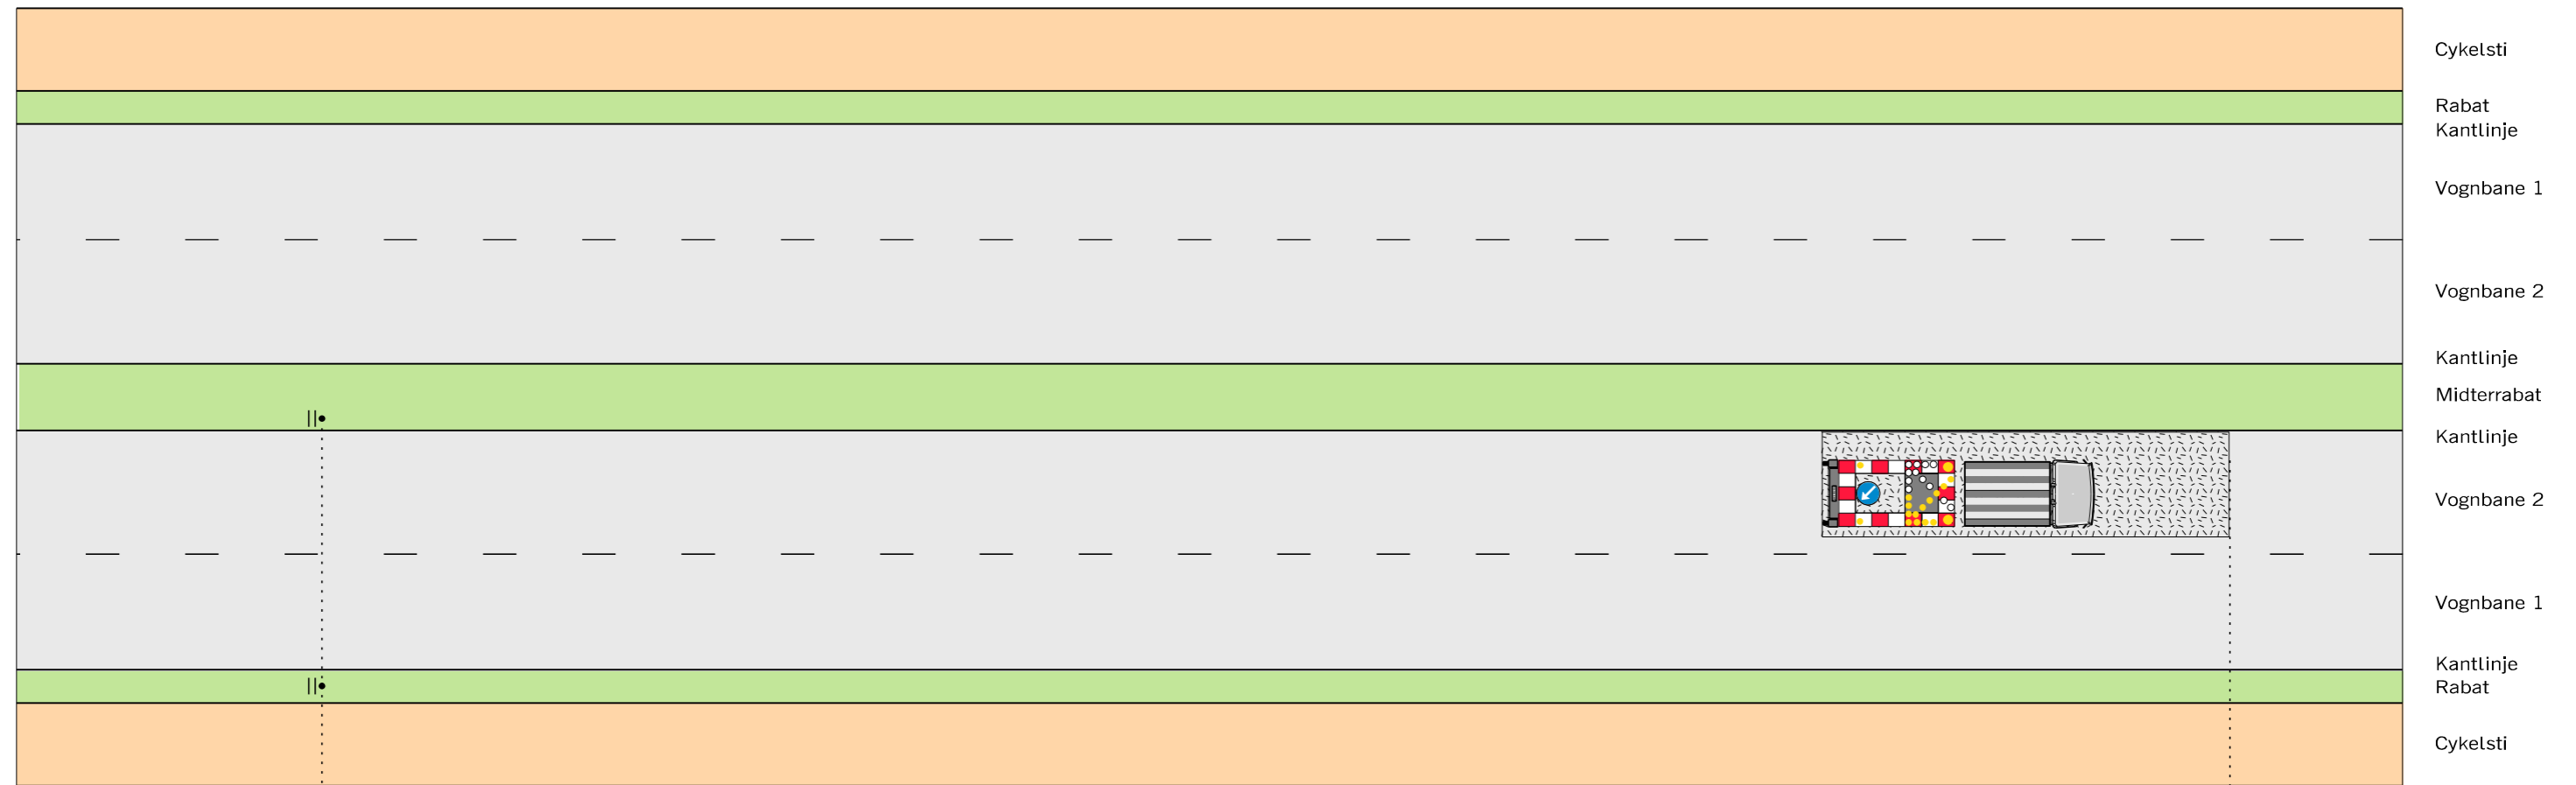 Cykelsti
Rabat
Kantlinje
Vognbane 1
Vognbane 2
Kantlinje
Midterrabat
Kantlinje
Vognbane 2
Vognbane 1
Kantlinje
Rabat
Cykelsti